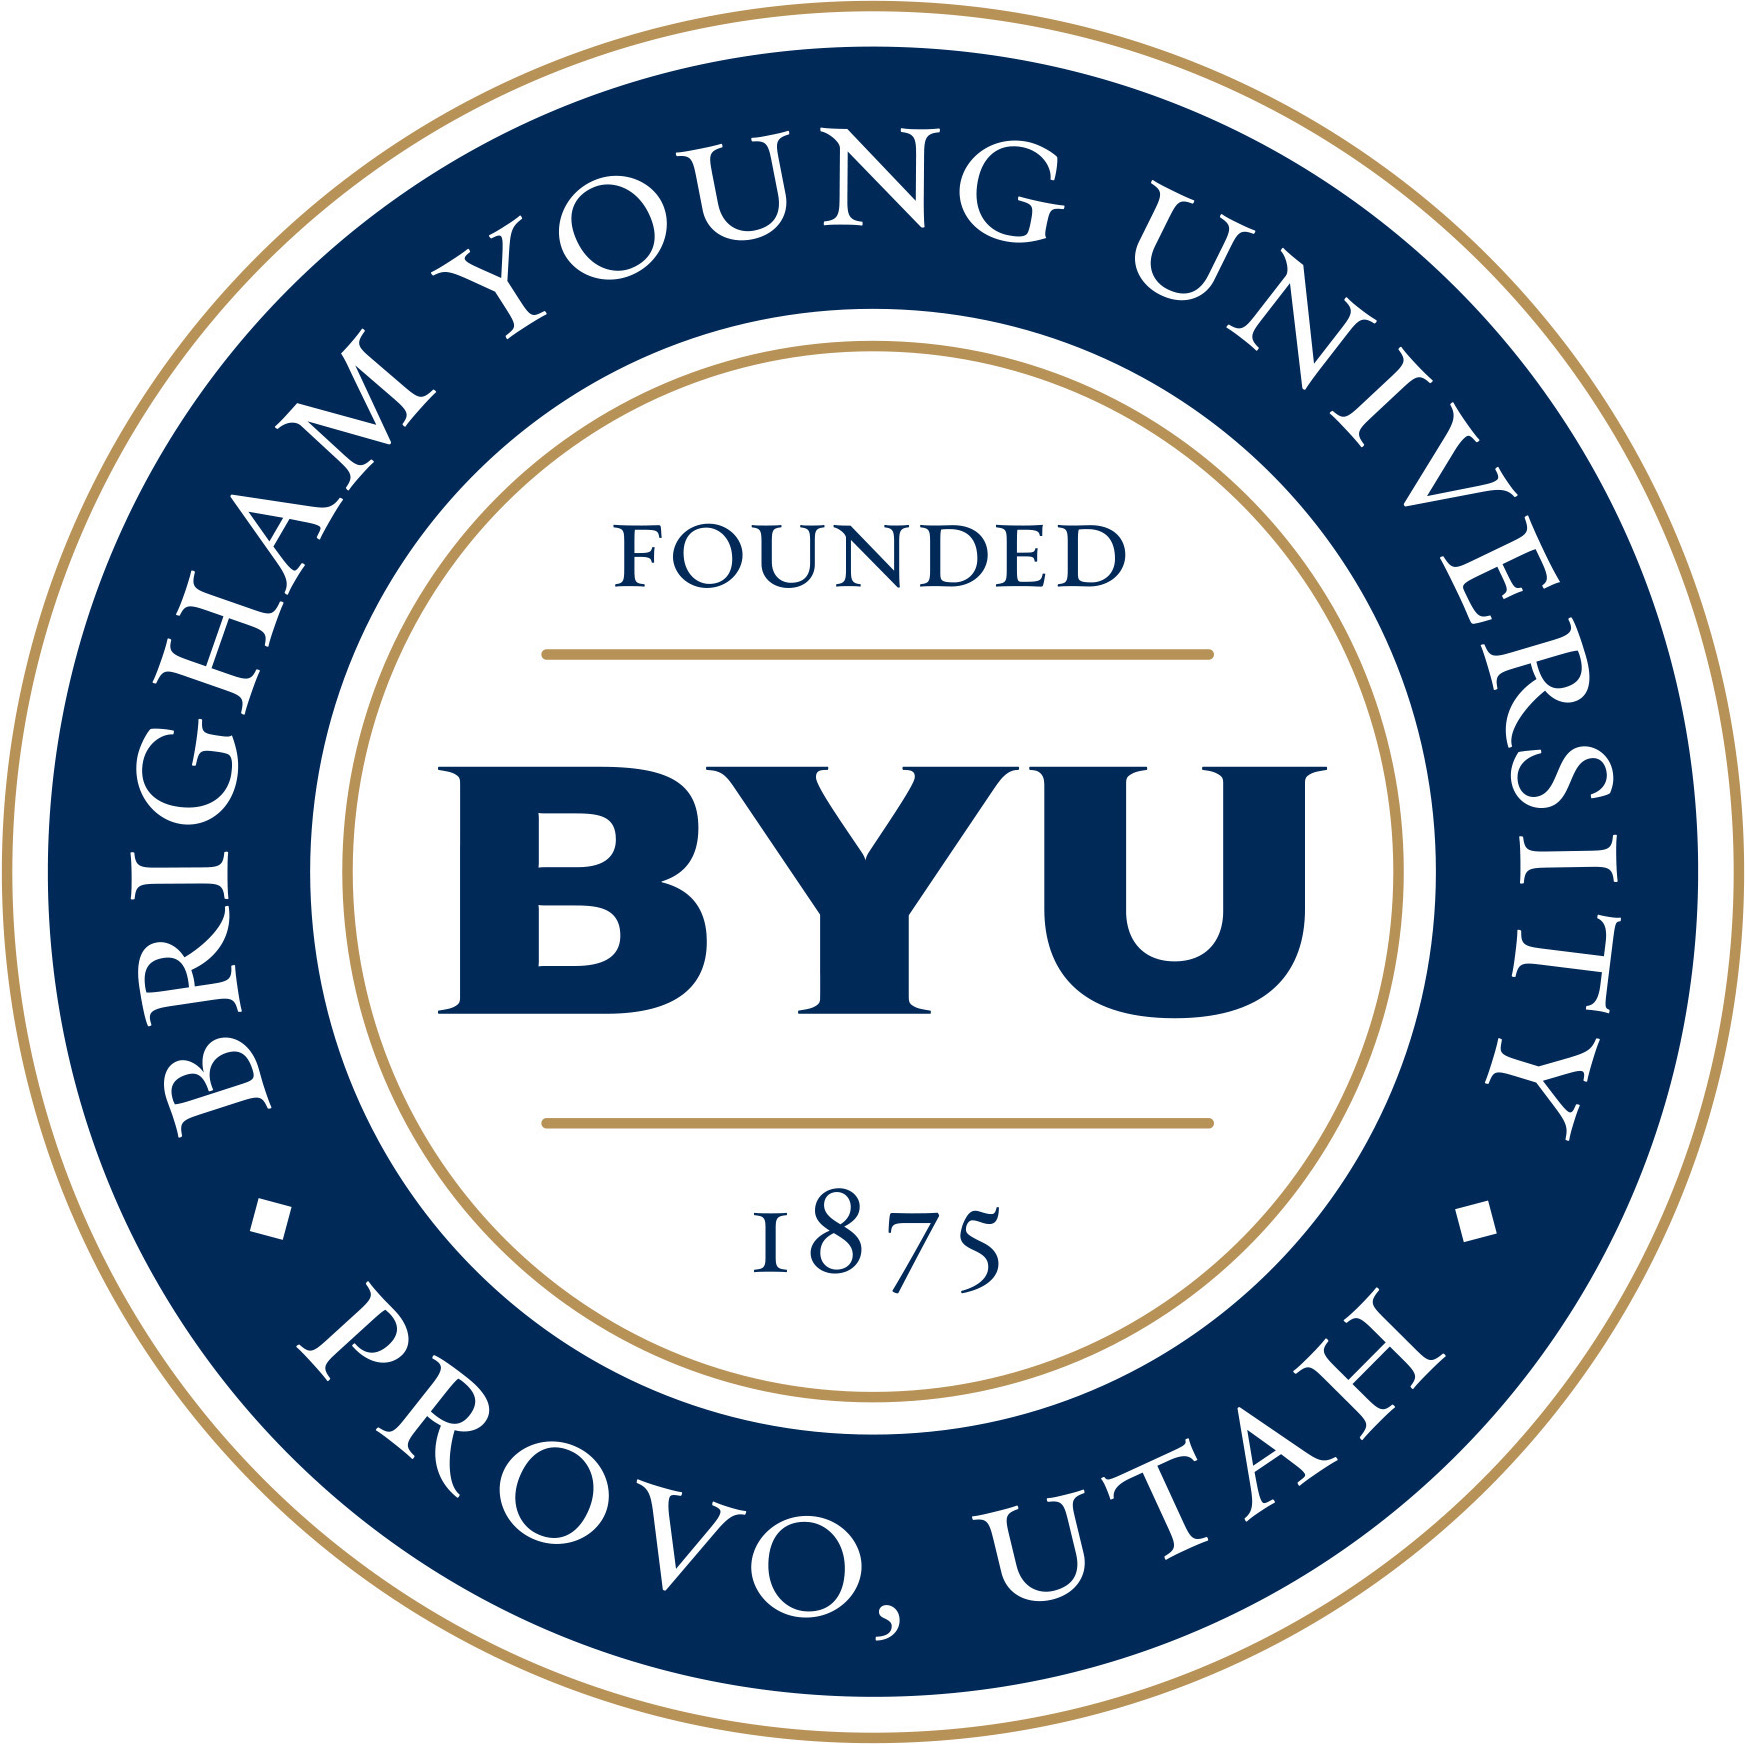 BRIGHAM YOUNG UNIVERSITY
FOUNDED
BYU
1875
PROVO, UTAH